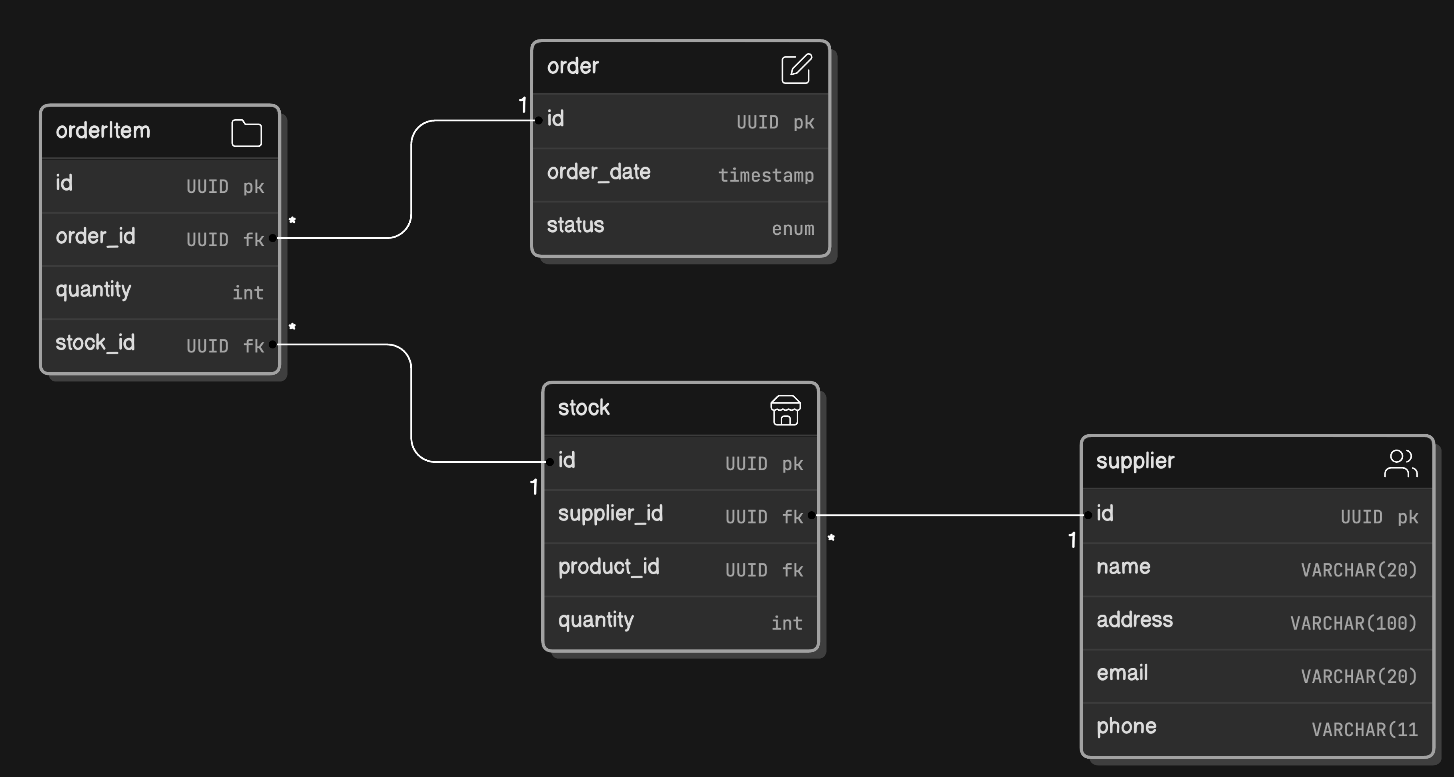 order
1
id UUID pk
order_date timestamp
status enum
orderItem
id UUID pk
*
order_id UUID fk
quantity int
*
stock_id UUID fk
stock
id UUID pk
1
supplier_id UUID fk
*
product_id UUID fk
quantity int
supplier
id UUID pk
1
name VARCHAR(20)
address VARCHAR(100)
email VARCHAR(20)
phone VARCHAR(11